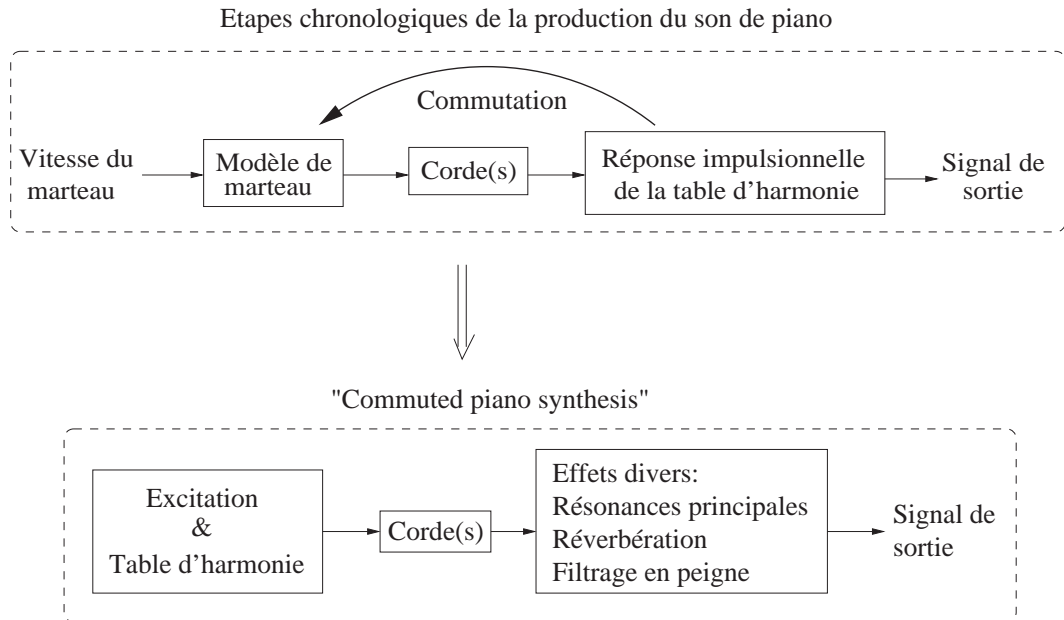 Etapes chronologiques de la production du son de piano
Commutation
Vitesse du
marteau
Modèle de
marteau
Corde(s)
Réponse impulsionnelle
de la table d'harmonie
Signal de
sortie
"Commuted piano synthesis"
Excitation
&
Table d'harmonie
Corde(s)
Effets divers:
Résonances principales
Réverbération
Filtrage en peigne
Signal de
sortie